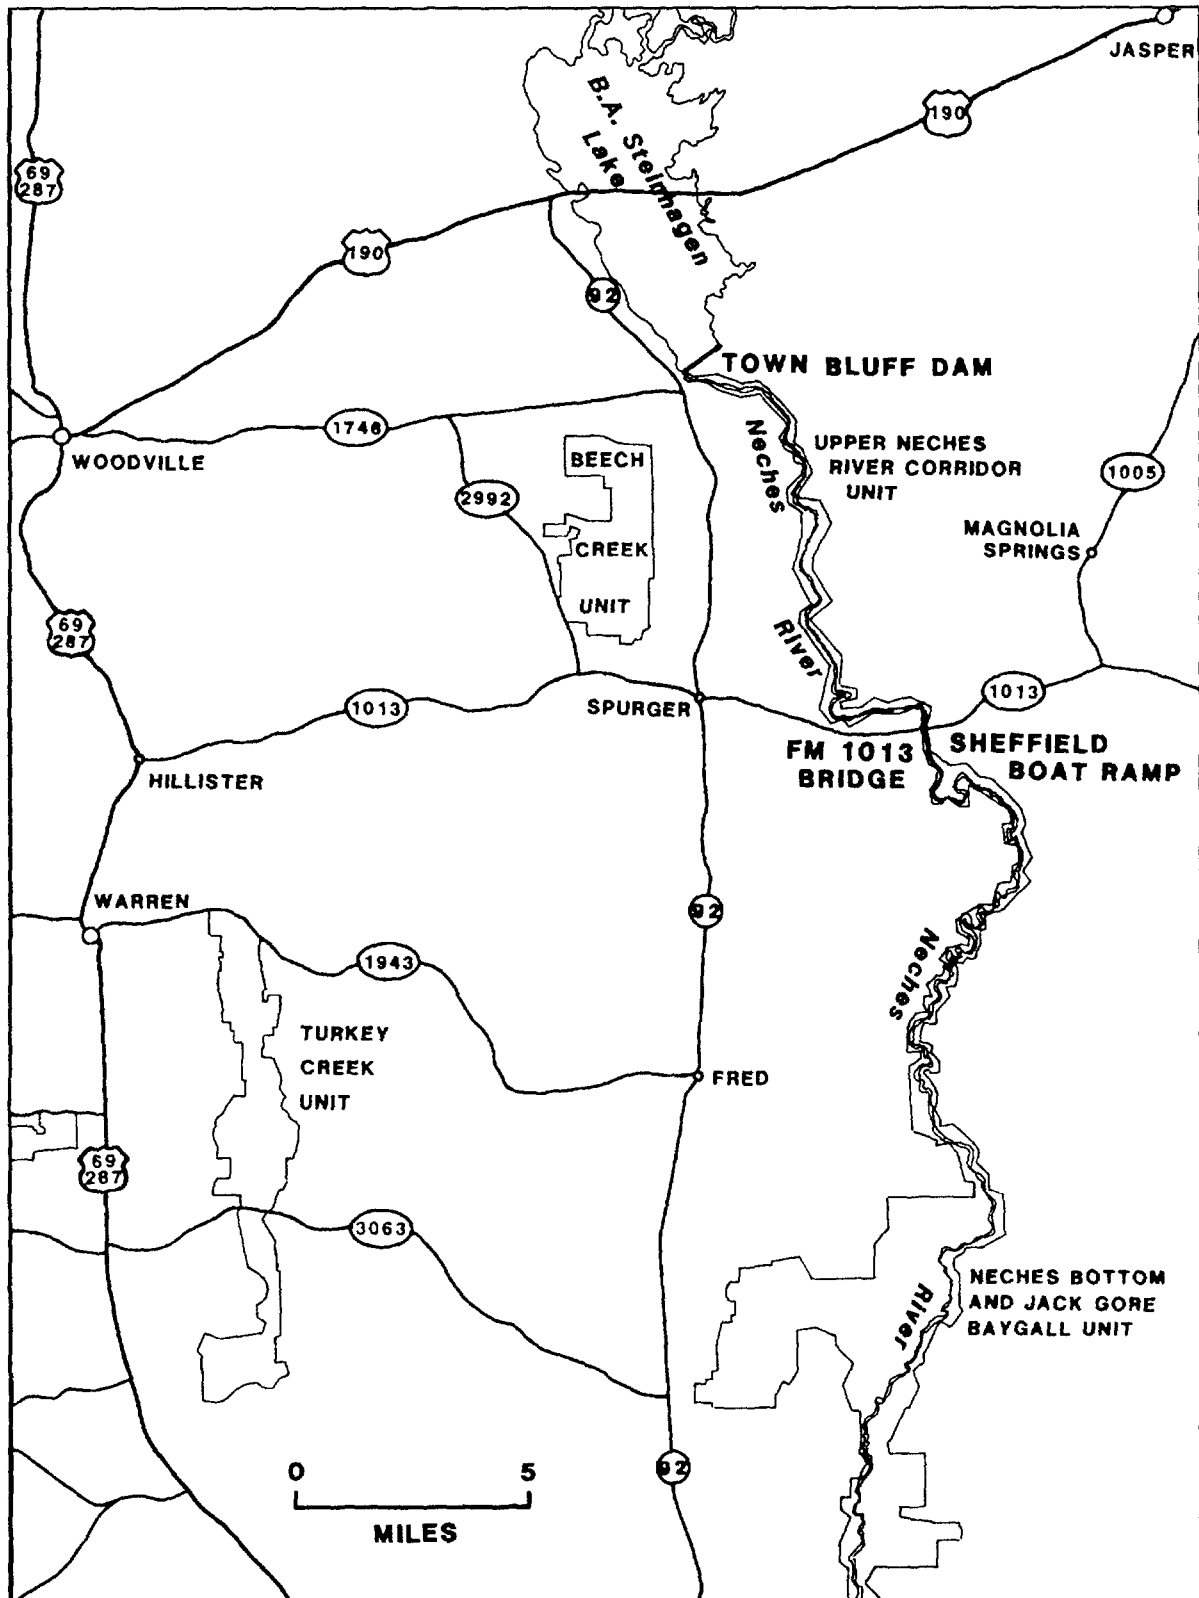 JASPER
B.A. Steinhagen
Lake
190
69
287
190
92
TOWN BLUFF DAM
Neches
UPPER NECHES
RIVER CORRIDOR
UNIT
1746
WOODVILLE
BEECH
1005
2992
MAGNOLIA
SPRINGS
CREEK
UNIT
69
287
River
1013
1013
SPURGER
FM 1013
BRIDGE
SHEFFIELD
BOAT RAMP
HILLISTER
WARREN
92
Neches
1943
TURKEY
CREEK
UNIT
FRED
69
287
3063
NECHES BOTTOM
AND JACK GORE
BAYGALL UNIT
River
0 5
MILES
92